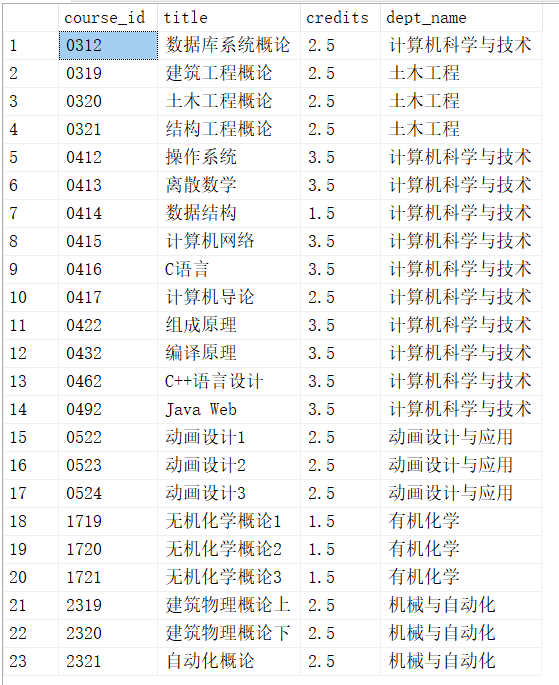 course_id title credits dept_name
1 0312 数据库系统概论 2.5 计算机科学与技术
2 0319 建筑工程概论 2.5 土木工程
3 0320 土木工程概论 2.5 土木工程
4 0321 结构工程概论 2.5 土木工程
5 0412 操作系统 3.5 计算机科学与技术
6 0413 离散数学 3.5 计算机科学与技术
7 0414 数据结构 1.5 计算机科学与技术
8 0415 计算机网络 3.5 计算机科学与技术
9 0416 C语言 3.5 计算机科学与技术
10 0417 计算机导论 2.5 计算机科学与技术
11 0422 组成原理 3.5 计算机科学与技术
12 0432 编译原理 3.5 计算机科学与技术
13 0462 C++语言设计 3.5 计算机科学与技术
14 0492 Java Web 3.5 计算机科学与技术
15 0522 动画设计1 2.5 动画设计与应用
16 0523 动画设计2 2.5 动画设计与应用
17 0524 动画设计3 2.5 动画设计与应用
18 1719 无机化学概论1 1.5 有机化学
19 1720 无机化学概论2 1.5 有机化学
20 1721 无机化学概论3 1.5 有机化学
21 2319 建筑物理概论上 2.5 机械与自动化
22 2320 建筑物理概论下 2.5 机械与自动化
23 2321 自动化概论 2.5 机械与自动化